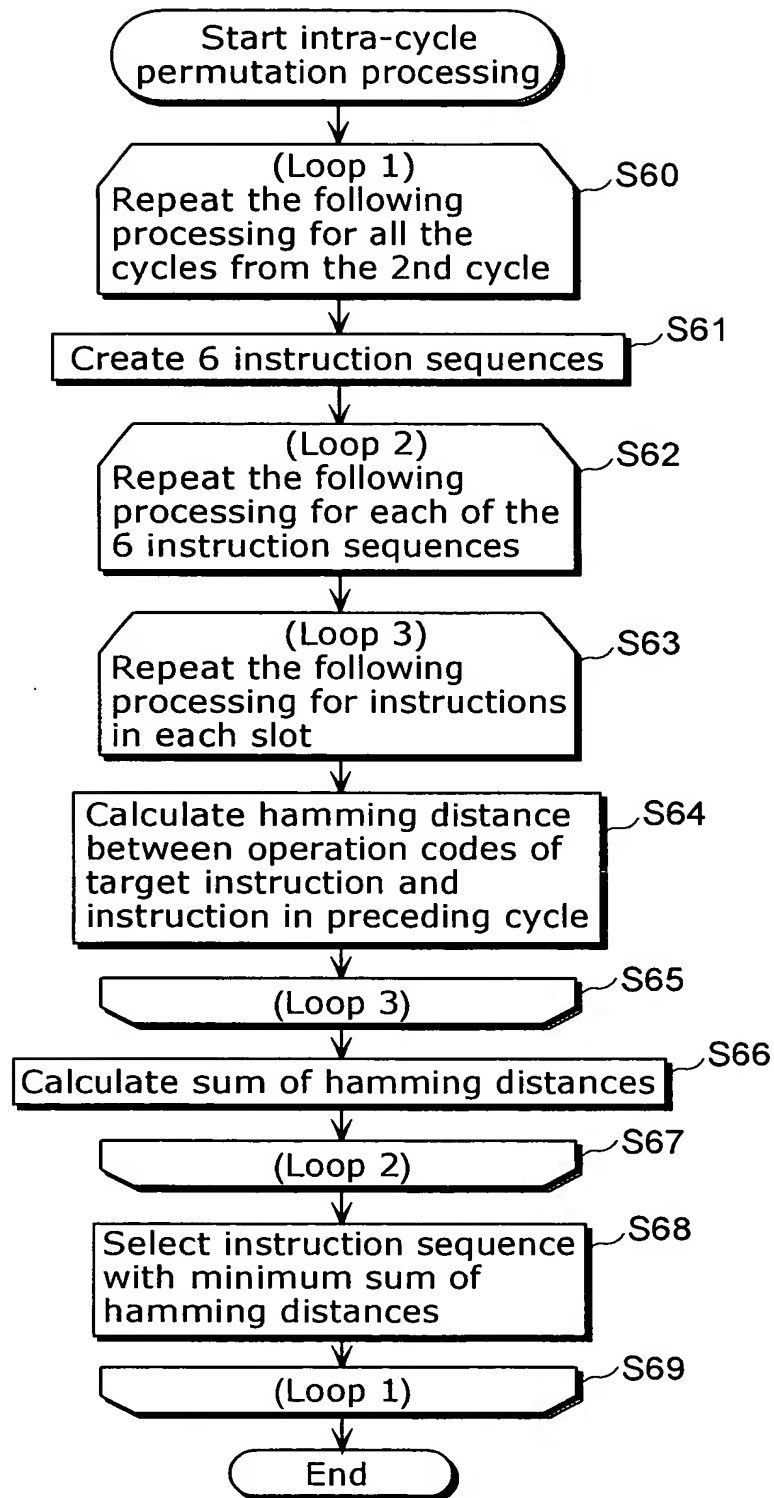 Start intra-cycle
permutation processing
(Loop 1)
Repeat the following
processing for all the
cycles from the 2nd cycle
S60
Create 6 instruction sequences
S61
(Loop 2)
Repeat the following
processing for each of the
6 instruction sequences
S62
(Loop 3)
Repeat the following
processing for instructions
in each slot
S63
Calculate hamming distance
between operation codes of
target instruction and
instruction in preceding cycle
S64
(Loop 3)
S65
Calculate sum of hamming distances
S66
(Loop 2)
S67
Select instruction sequence
with minimum sum of
hamming distances
S68
(Loop 1)
S69
End